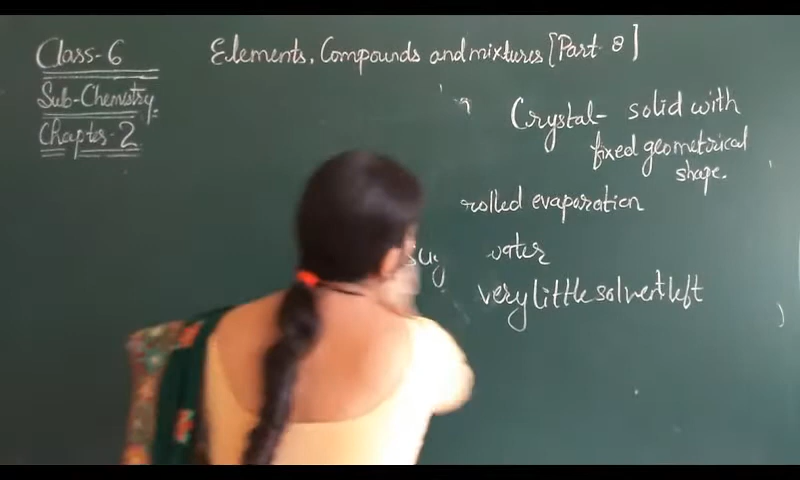 Class-6
Elements, Compounds and mixtures [Part 8]
Sub-Chemistry
Chapter-2
Crystal- solid with
fixed geometrical
shape.
rolled evaporation
sug water
very little solvent left